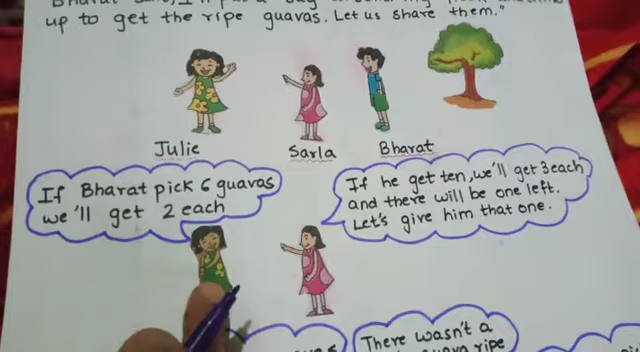 up to get the ripe guavas. Let us share them."
Julie
Sarla
Bharat
If Bharat pick 6 guavas
we'll get 2 each
If he get ten, we'll get 3 each
and there will be one left.
Let's give him that one.
There wasn't a
ripe